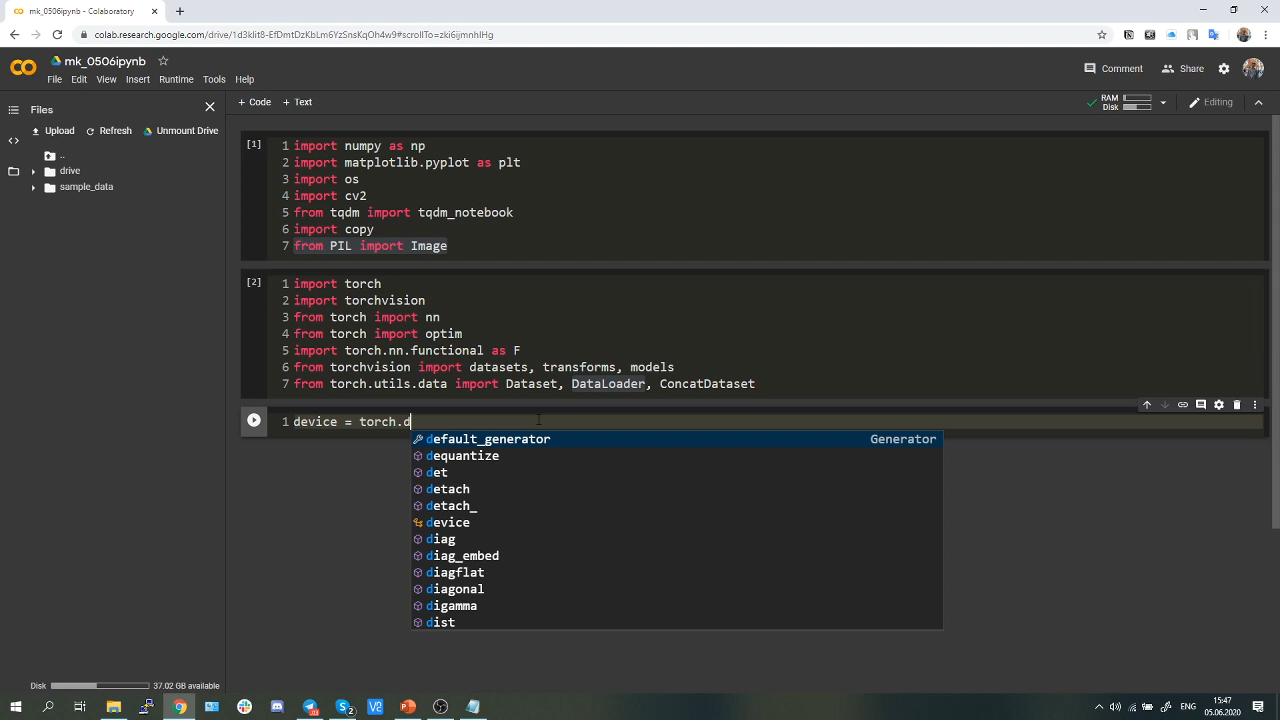 mk_0506ipynb - Colaboratory
colab.research.google.com/drive/1d3klit8-EfDmtDzKbLm6YzSnsKqOh4w9#scrollTo=zki6ijmnhIHg
mk_0506ipynb
Comment
Share
File Edit View Insert Runtime Tools Help
Files
+ Code + Text
RAM
Disk
Editing
Upload Refresh Unmount Drive
..
drive
sample_data
[1]
1 import numpy as np
2 import matplotlib.pyplot as plt
3 import os
4 import cv2
5 from tqdm import tqdm_notebook
6 import copy
7 from PIL import Image
[2]
1 import torch
2 import torchvision
3 from torch import nn
4 from torch import optim
5 import torch.nn.functional as F
6 from torchvision import datasets, transforms, models
7 from torch.utils.data import Dataset, DataLoader, ConcatDataset
1 device = torch.d
default_generator Generator
dequantize
det
detach
detach_
device
diag
diag_embed
diagflat
diagonal
digamma
dist
Disk 37.92 GB available
ENG
15:47
05.06.2020